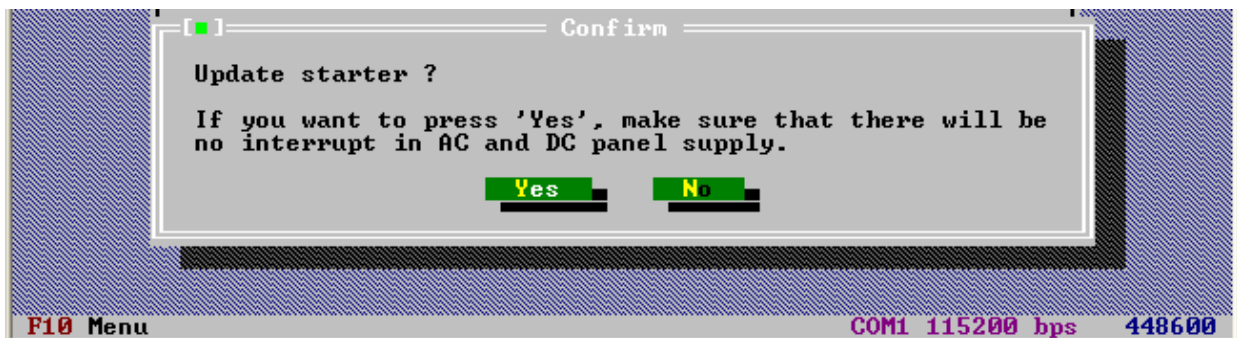 [■] Confirm
Update starter ?
If you want to press 'Yes', make sure that there will be
no interrupt in AC and DC panel supply.
Yes No
F10 Menu COM1 115200 bps 448600